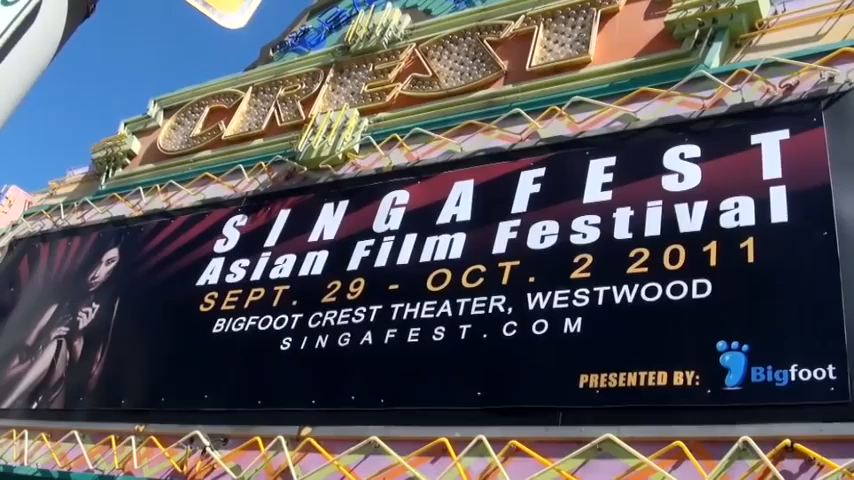 CREST
SINGAFEST
Asian Film Festival
SEPT. 29 - OCT. 2 2011
BIGFOOT CREST THEATER, WESTWOOD
SINGAFEST.COM
PRESENTED BY:
Bigfoot